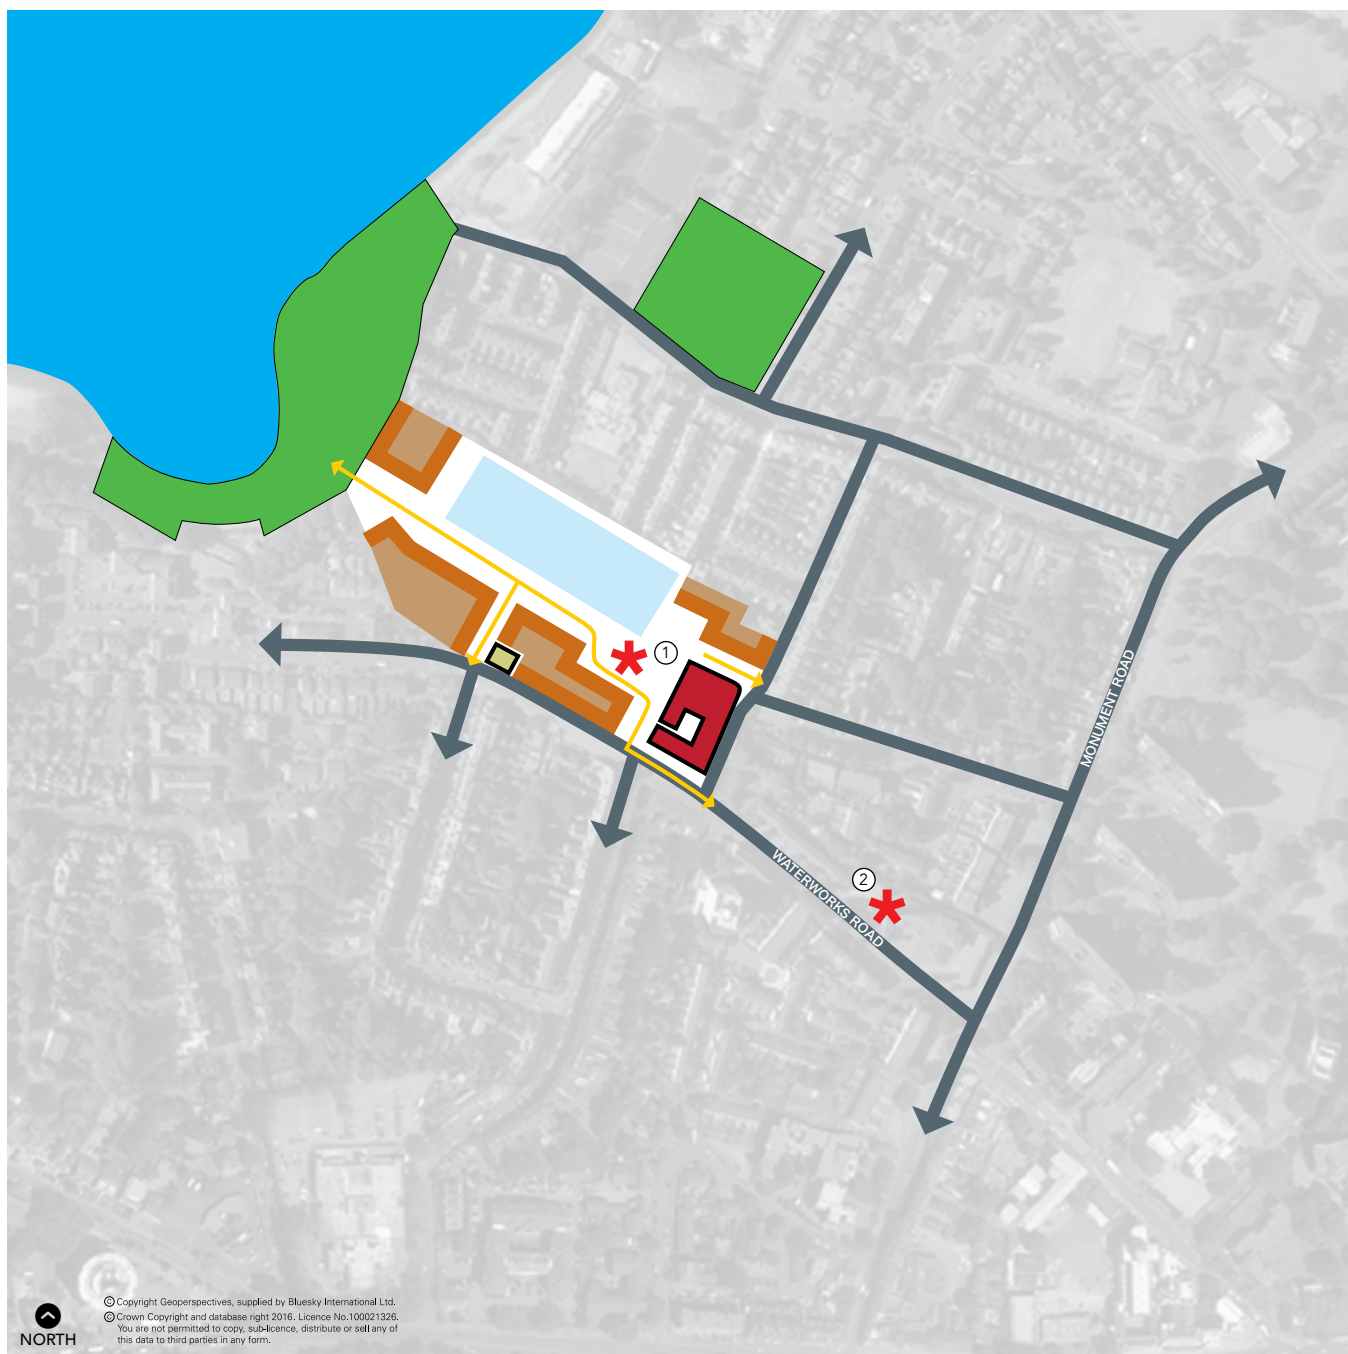 MONUMENT ROAD
1
2
WATERWORKS ROAD
© Copyright Geoperspectives, supplied by Bluesky International Ltd.
© Crown Copyright and database right 2016. Licence No.100021326.
You are not permitted to copy, sub-licence, distribute or sell any of
this data to third parties in any form.
NORTH